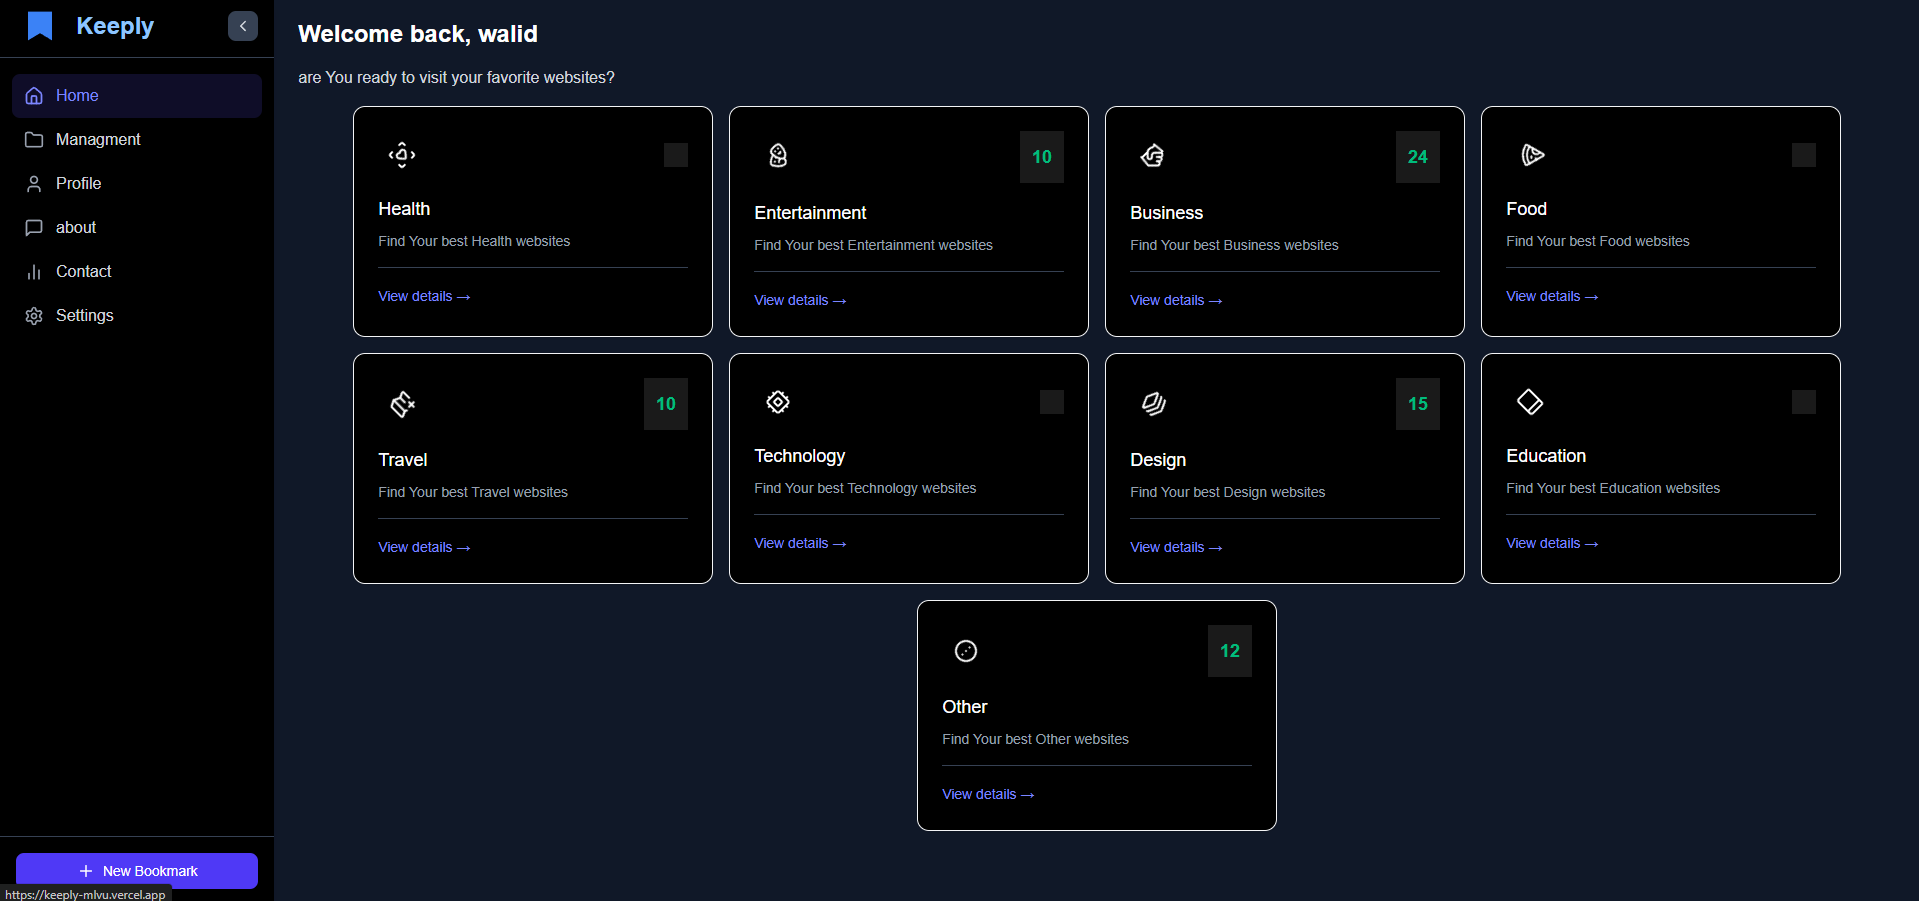 Keeply
Home
Managment
Profile
about
Contact
Settings
New Bookmark
https://keeply-mlvu.vercel.app
Welcome back, walid
are You ready to visit your favorite websites?
Health
Find Your best Health websites
View details →
10
Entertainment
Find Your best Entertainment websites
View details →
24
Business
Find Your best Business websites
View details →
Food
Find Your best Food websites
View details →
10
Travel
Find Your best Travel websites
View details →
Technology
Find Your best Technology websites
View details →
15
Design
Find Your best Design websites
View details →
Education
Find Your best Education websites
View details →
12
Other
Find Your best Other websites
View details →